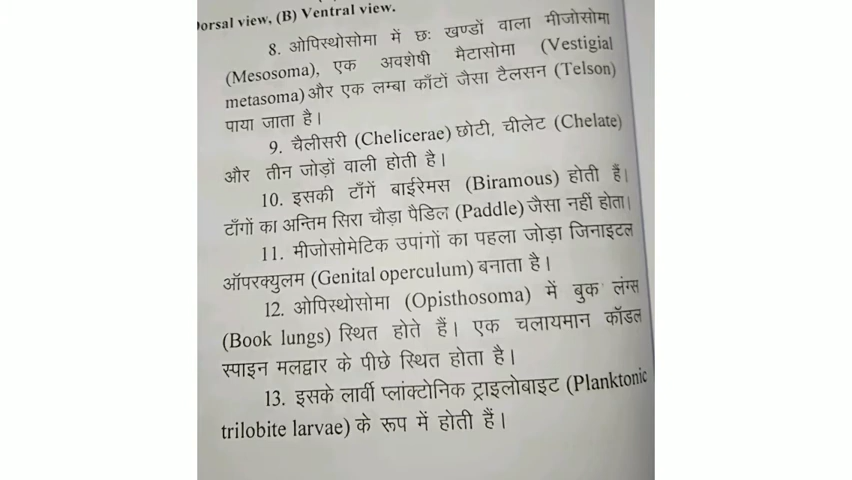 Dorsal view, (B) Ventral view.
8. ओपिस्थोसोमा में छः खण्डों वाला मीजोसोमा
(Mesosoma), एक अवशेषी मैटासोमा (Vestigial
metasoma) और एक लम्बा काँटों जैसा टैलसन (Telson)
पाया जाता है।
9. चैलीसरी (Chelicerae) छोटी, चीलेट (Chelate)
और तीन जोड़ों वाली होती है।
10. इसकी टाँगें बाईरेमस (Biramous) होती हैं।
टाँगों का अन्तिम सिरा चौड़ा पैडिल (Paddle) जैसा नहीं होता।
11. मीजोसोमेटिक उपांगों का पहला जोड़ा जिनाइटल
ऑपरक्युलम (Genital operculum) बनाता है।
12. ओपिस्थोसोमा (Opisthosoma) में बुक लंग्स
(Book lungs) स्थित होते हैं। एक चलायमान कॉडल
स्पाइन मलद्वार के पीछे स्थित होता है।
13. इसके लार्वी प्लांक्टोनिक ट्राइलोबाइट (Planktonic
trilobite larvae) के रूप में होती हैं।